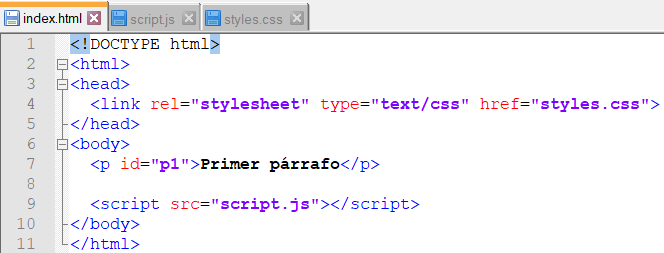 index.html script.js styles.css
1 <!DOCTYPE html>
2 <html>
3 <head>
4 <link rel="stylesheet" type="text/css" href="styles.css">
5 </head>
6 <body>
7 <p id="p1">Primer párrafo</p>
8
9 <script src="script.js"></script>
10 </body>
11 </html>